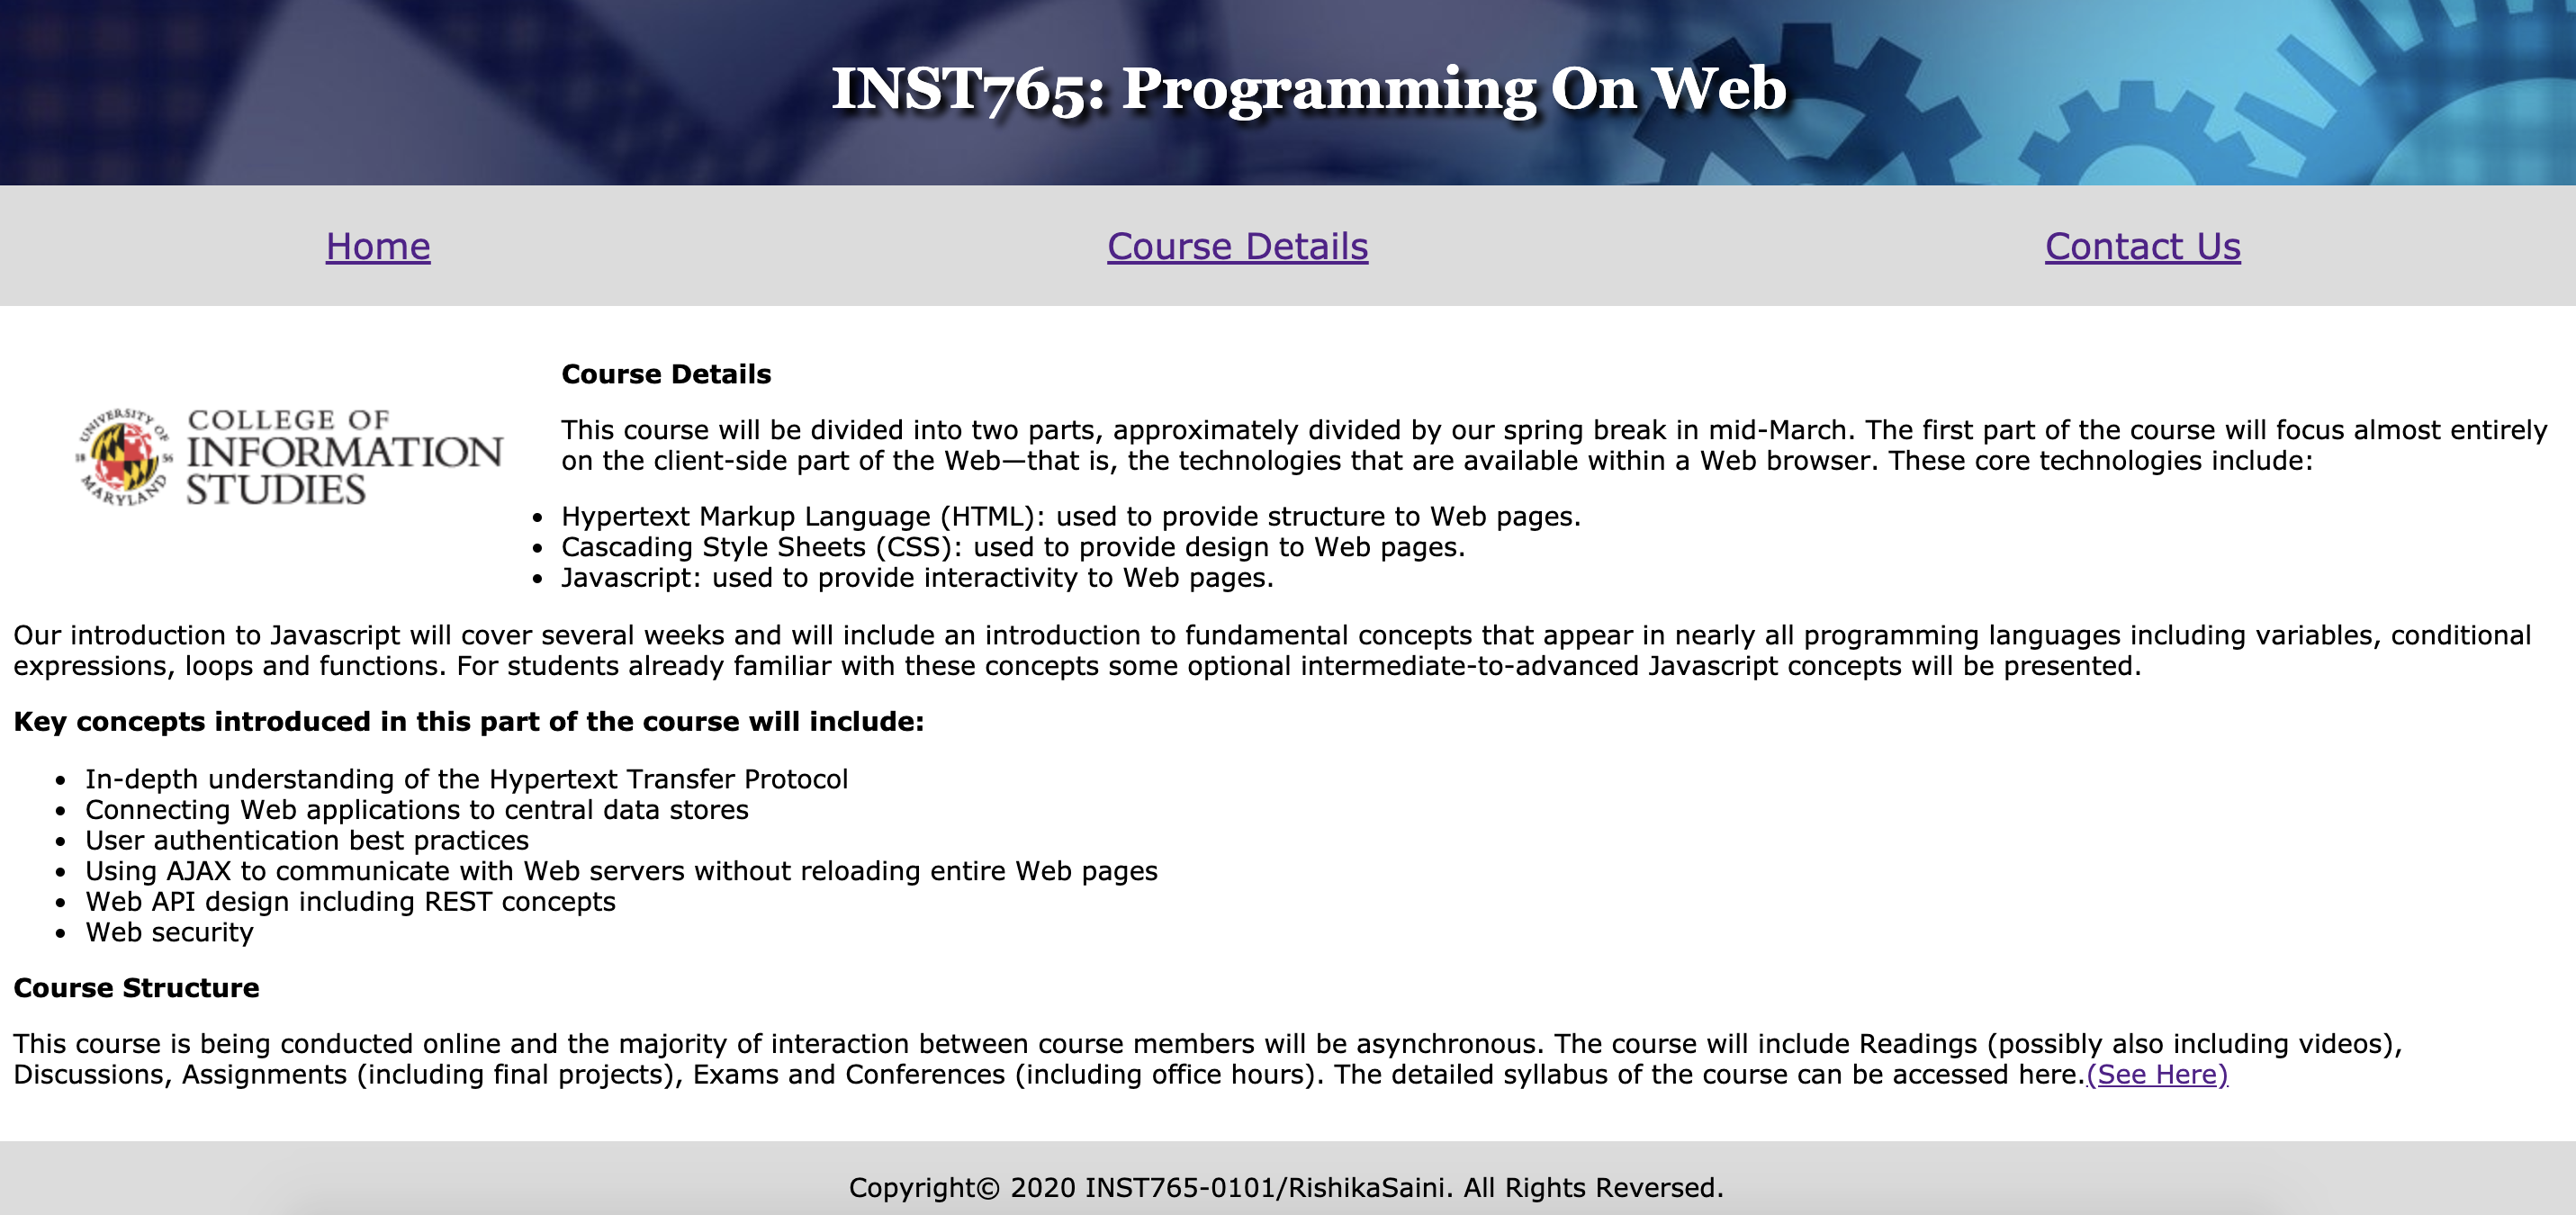 INST765: Programming On Web
Home
Course Details
Contact Us
UNIVERSITY OF
18 56
MARYLAND
COLLEGE OF
INFORMATION
STUDIES
Course Details
This course will be divided into two parts, approximately divided by our spring break in mid-March. The first part of the course will focus almost entirely
on the client-side part of the Web—that is, the technologies that are available within a Web browser. These core technologies include:
• Hypertext Markup Language (HTML): used to provide structure to Web pages.
• Cascading Style Sheets (CSS): used to provide design to Web pages.
• Javascript: used to provide interactivity to Web pages.
Our introduction to Javascript will cover several weeks and will include an introduction to fundamental concepts that appear in nearly all programming languages including variables, conditional
expressions, loops and functions. For students already familiar with these concepts some optional intermediate-to-advanced Javascript concepts will be presented.
Key concepts introduced in this part of the course will include:
• In-depth understanding of the Hypertext Transfer Protocol
• Connecting Web applications to central data stores
• User authentication best practices
• Using AJAX to communicate with Web servers without reloading entire Web pages
• Web API design including REST concepts
• Web security
Course Structure
This course is being conducted online and the majority of interaction between course members will be asynchronous. The course will include Readings (possibly also including videos),
Discussions, Assignments (including final projects), Exams and Conferences (including office hours). The detailed syllabus of the course can be accessed here.(See Here)
Copyright© 2020 INST765-0101/RishikaSaini. All Rights Reversed.